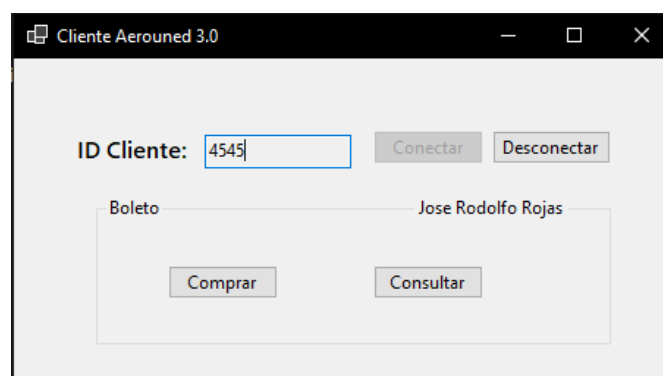 Cliente Aerouned 3.0
ID Cliente: 4545 Conectar Desconectar
Boleto Jose Rodolfo Rojas
Comprar Consultar